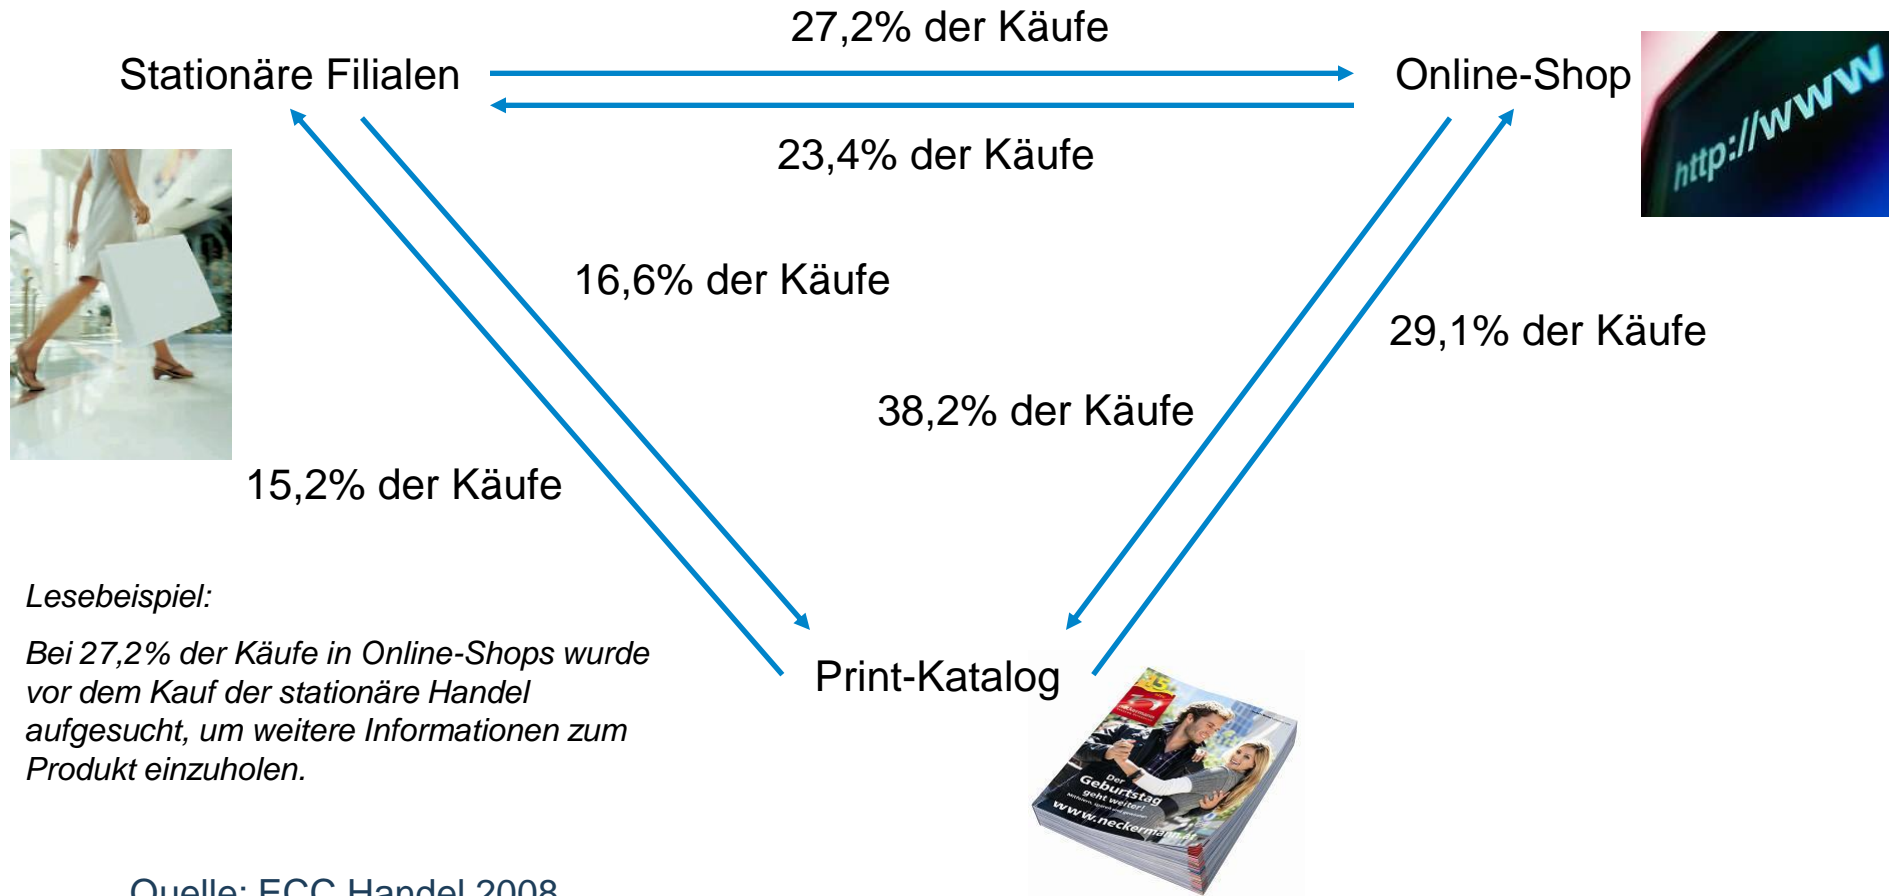 27,2% der Käufe
Stationäre Filialen
Online-Shop
http://www
23,4% der Käufe
16,6% der Käufe
29,1% der Käufe
38,2% der Käufe
15,2% der Käufe
Lesebeispiel:
Bei 27,2% der Käufe in Online-Shops wurde
vor dem Kauf der stationäre Handel
aufgesucht, um weitere Informationen zum
Produkt einzuholen.
Print-Katalog
Der
Geburtstag
geht weiter!
www.neckermann.at
Quelle: ECC Handel 2008